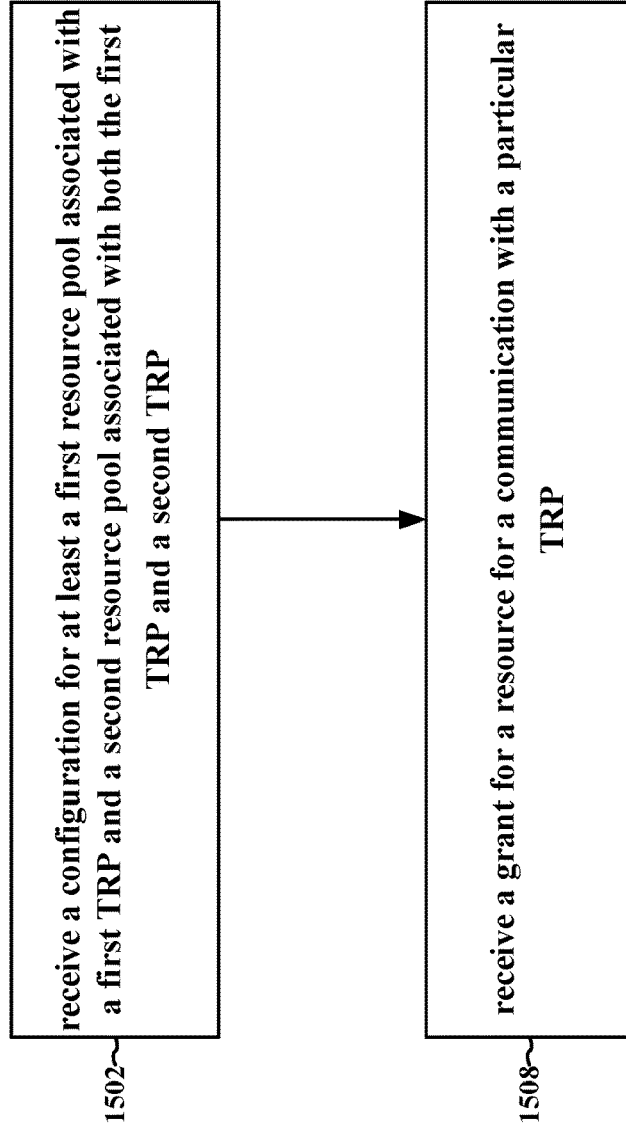 receive a configuration for at least a first resource pool associated with
a first TRP and a second resource pool associated with both the first
TRP and a second TRP
1502
receive a grant for a resource for a communication with a particular
TRP
1508